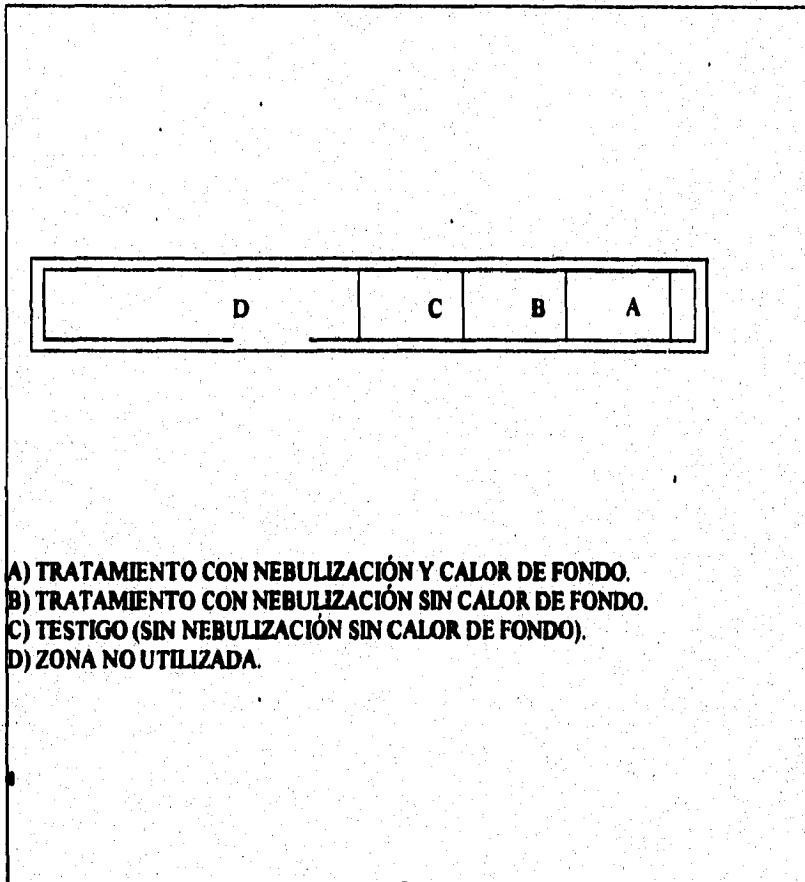 D C B A
A) TRATAMIENTO CON NEBULIZACIÓN Y CALOR DE FONDO.
B) TRATAMIENTO CON NEBULIZACIÓN SIN CALOR DE FONDO.
C) TESTIGO (SIN NEBULIZACIÓN SIN CALOR DE FONDO).
D) ZONA NO UTILIZADA.